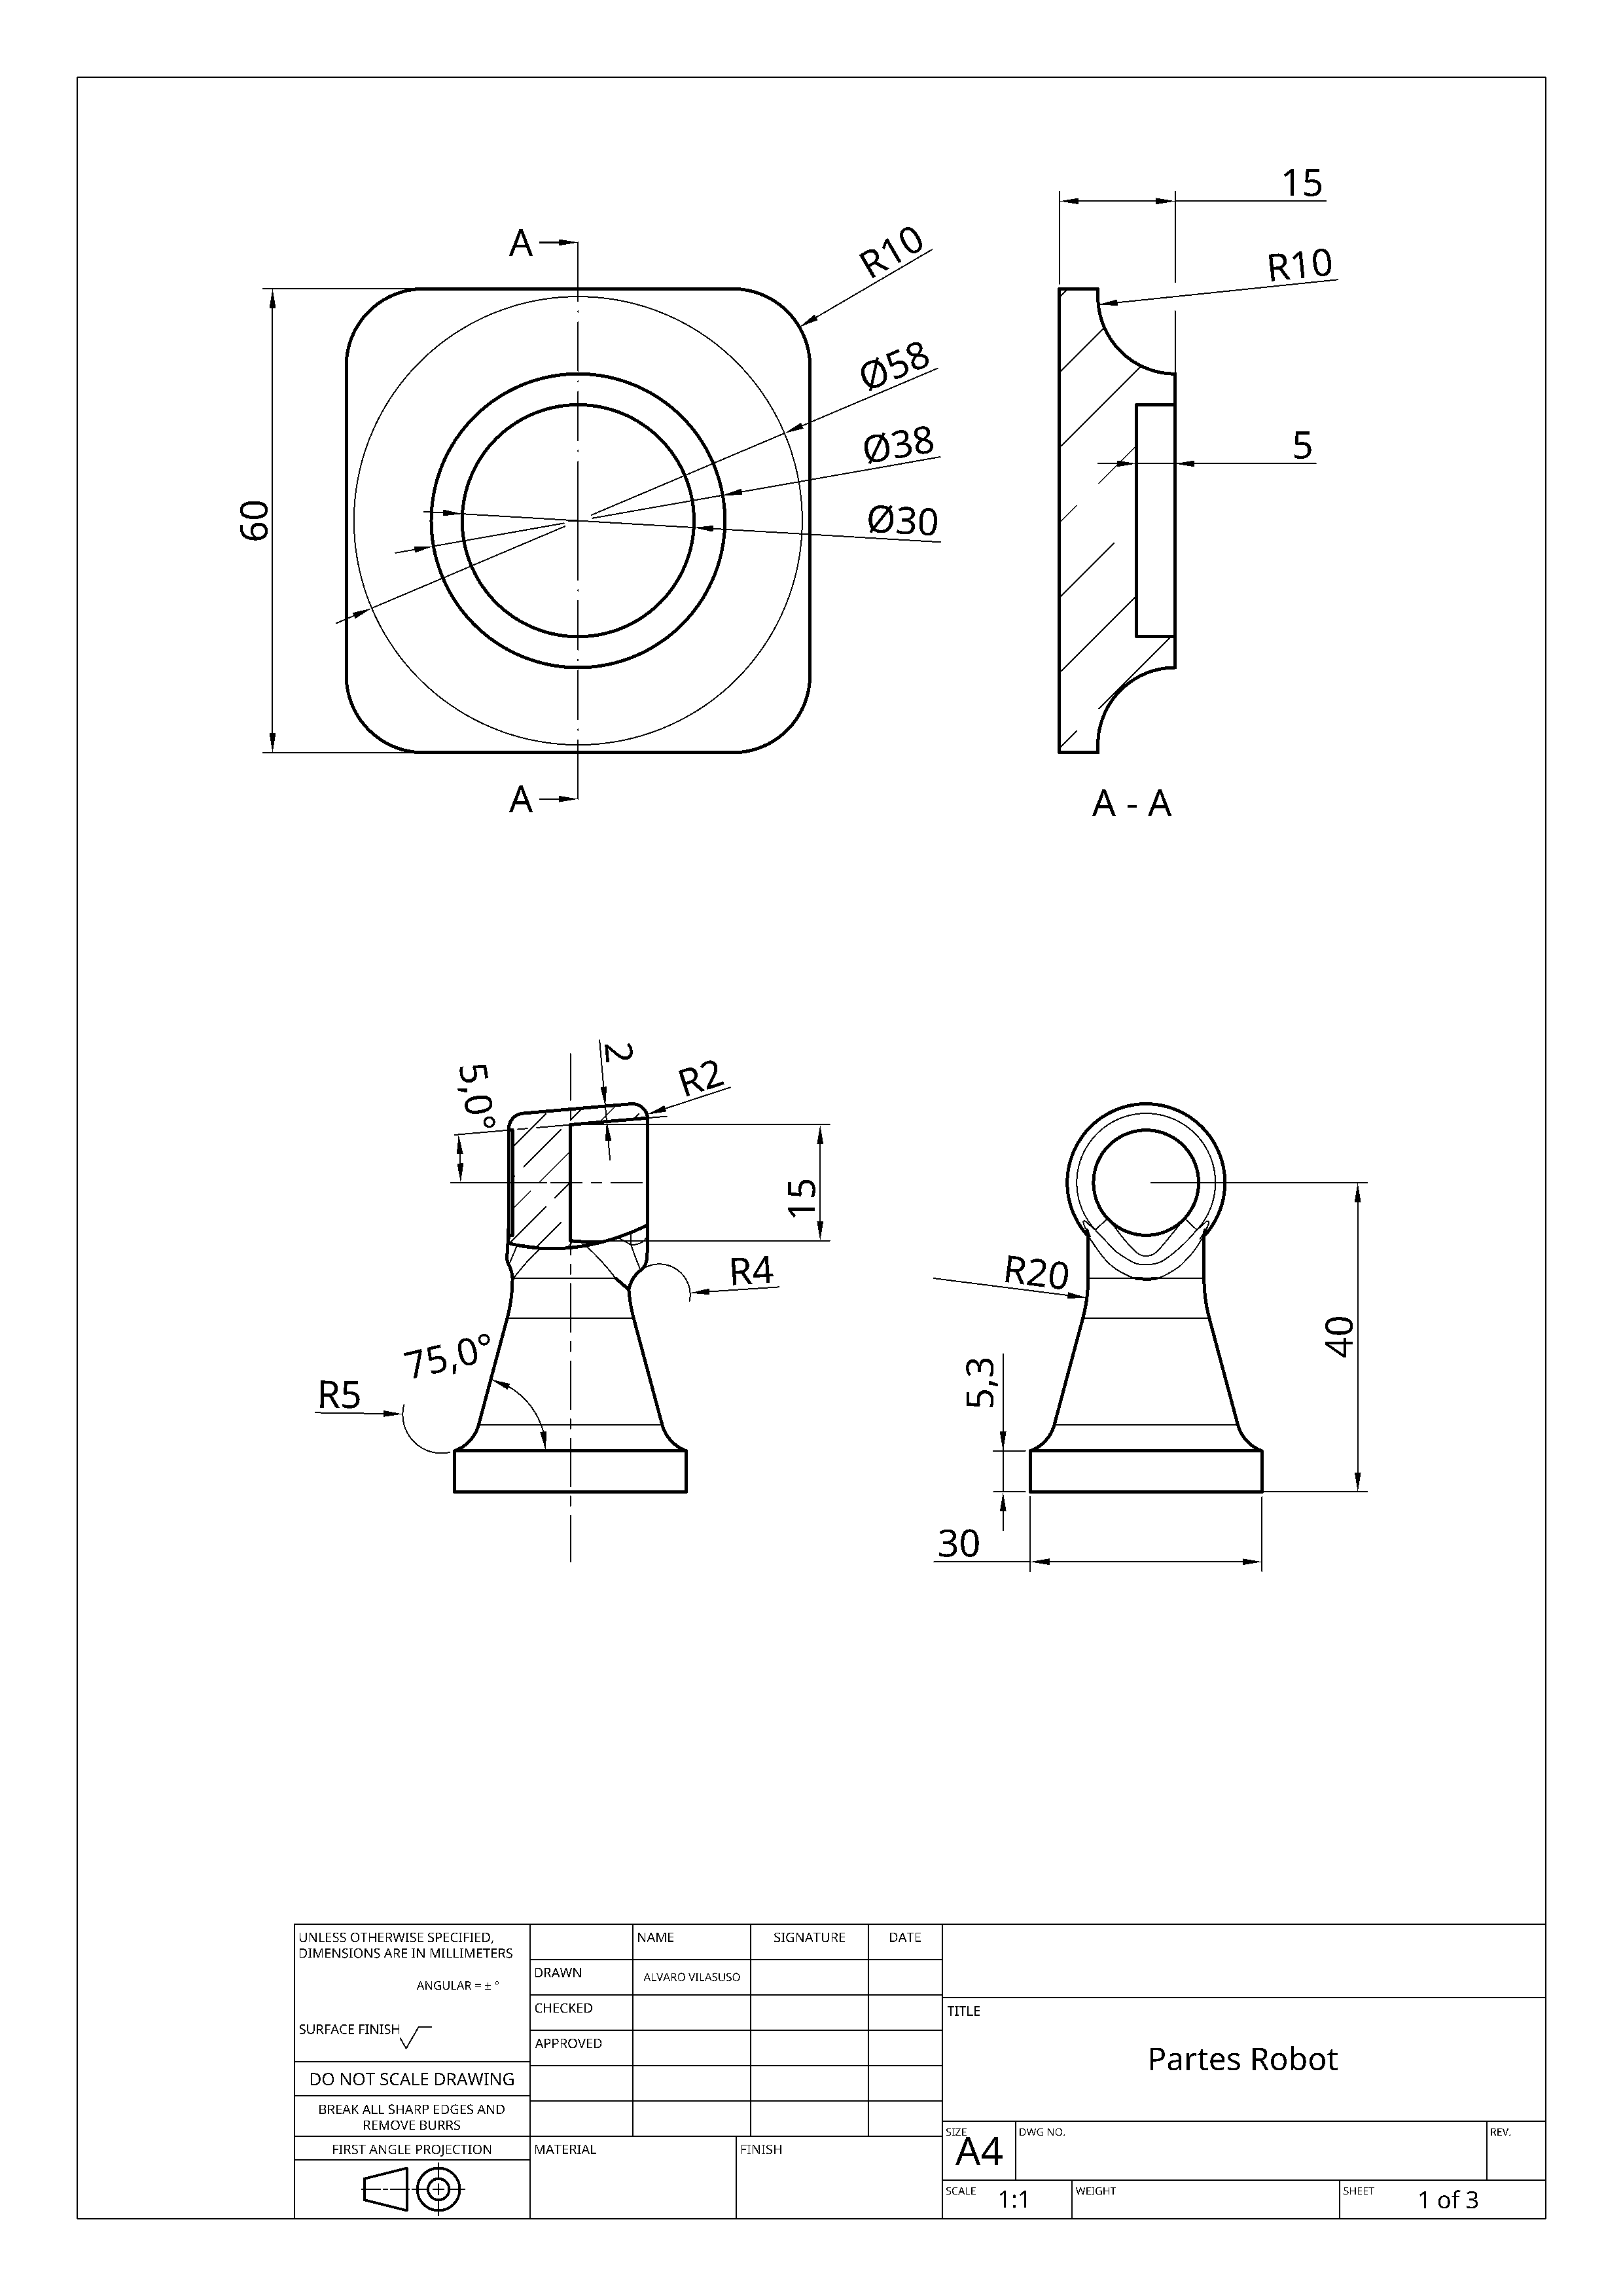 15
A
R10
R10
Ø58
Ø38
5
60
Ø30
A
A - A
2
5,0°
R2
15
R4
R20
75,0°
40
5,3
R5
30
UNLESS OTHERWISE SPECIFIED,
DIMENSIONS ARE IN MILLIMETERS
ANGULAR = ± °
SURFACE FINISH
DO NOT SCALE DRAWING
BREAK ALL SHARP EDGES AND
REMOVE BURRS
FIRST ANGLE PROJECTION
NAME SIGNATURE DATE
DRAWN ALVARO VILASUSO
CHECKED
APPROVED
MATERIAL FINISH
TITLE
Partes Robot
SIZE DWG NO. REV.
A4
SCALE 1:1 WEIGHT SHEET 1 of 3